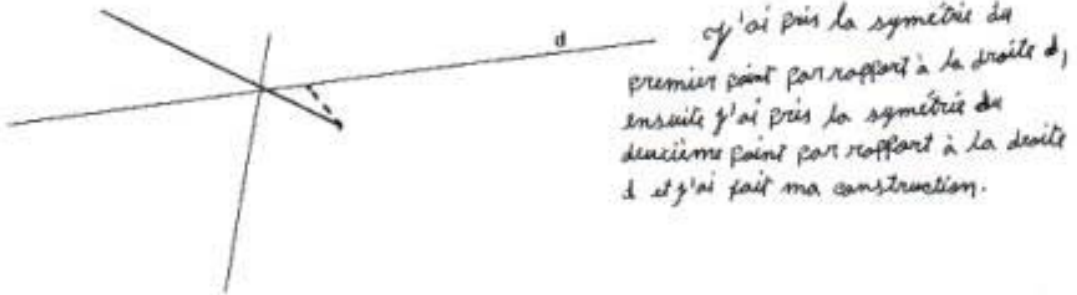 d
J'ai pris la symétrie du
premier point par rapport à la droite d,
ensuite j'ai pris la symétrie du
deucième point par rapport à la droite
d et j'ai fait ma construction.